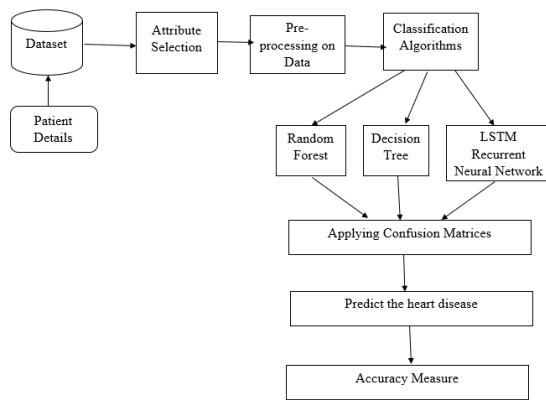 Dataset
Attribute
Selection
Pre-
processing on
Data
Classification
Algorithms
Patient
Details
Random
Forest
Decision
Tree
LSTM
Recurrent
Neural Network
Applying Confusion Matrices
Predict the heart disease
Accuracy Measure